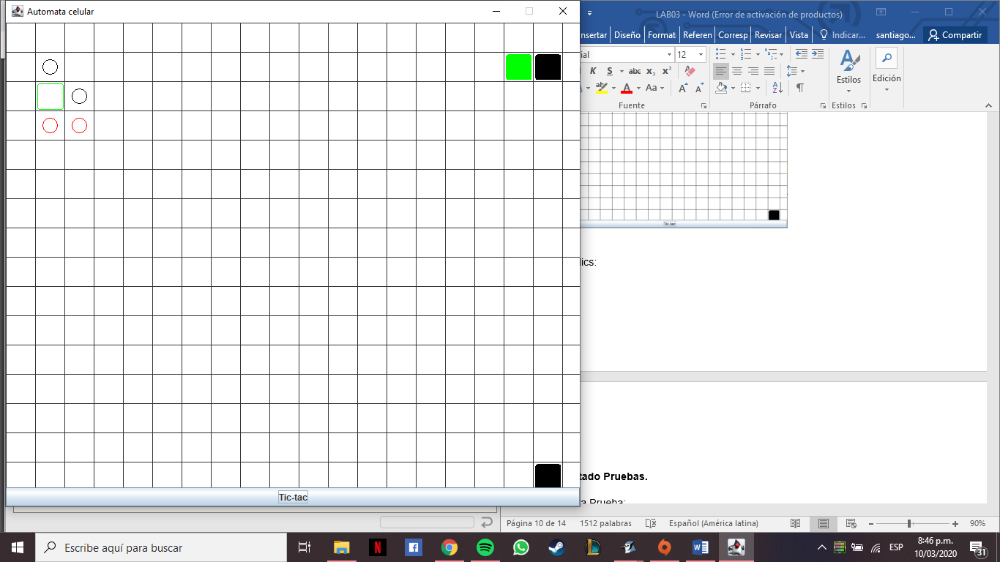 Automata celular
LAB03 - Word (Error de activación de productos)
nsertar Diseño Format Referen Corresp Revisar Vista Indicar... santiago... Compartir
ial 12
K S abc x₂ x²
A Aa A A
Estilos
Edición
Fuente Párrafo Estilos
Tic-tac
lics:
tado Pruebas.
a Prueba:
Tic-tac
Página 10 de 14 1512 palabras Español (América latina) 90%
Escribe aquí para buscar
ESP
8:46 p.m.
10/03/2020
31